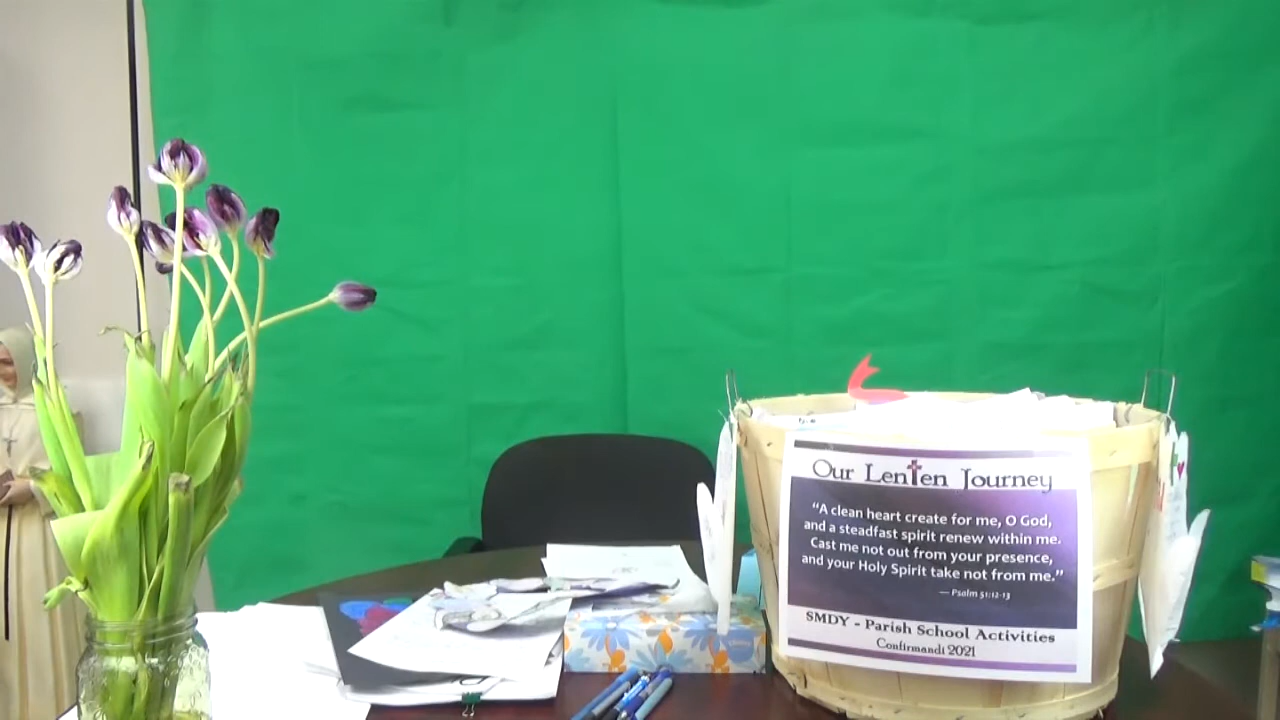 Our Lenten Journey
“A clean heart create for me, O God,
and a steadfast spirit renew within me.
Cast me not out from your presence,
and your Holy Spirit take not from me.”
— Psalm 51:12-13
SMDY - Parish School Activities
Confirmandi 2021